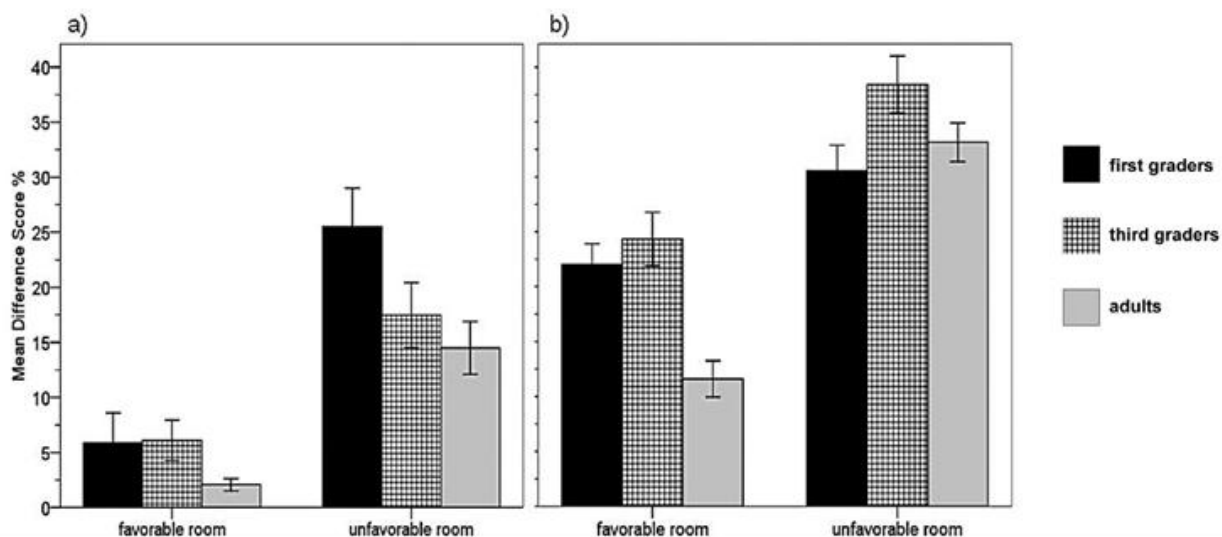 a)
b)
Mean Difference Score %
40
35
30
25
20
15
10
5
0
favorable room
unfavorable room
favorable room
unfavorable room
first graders
third graders
adults